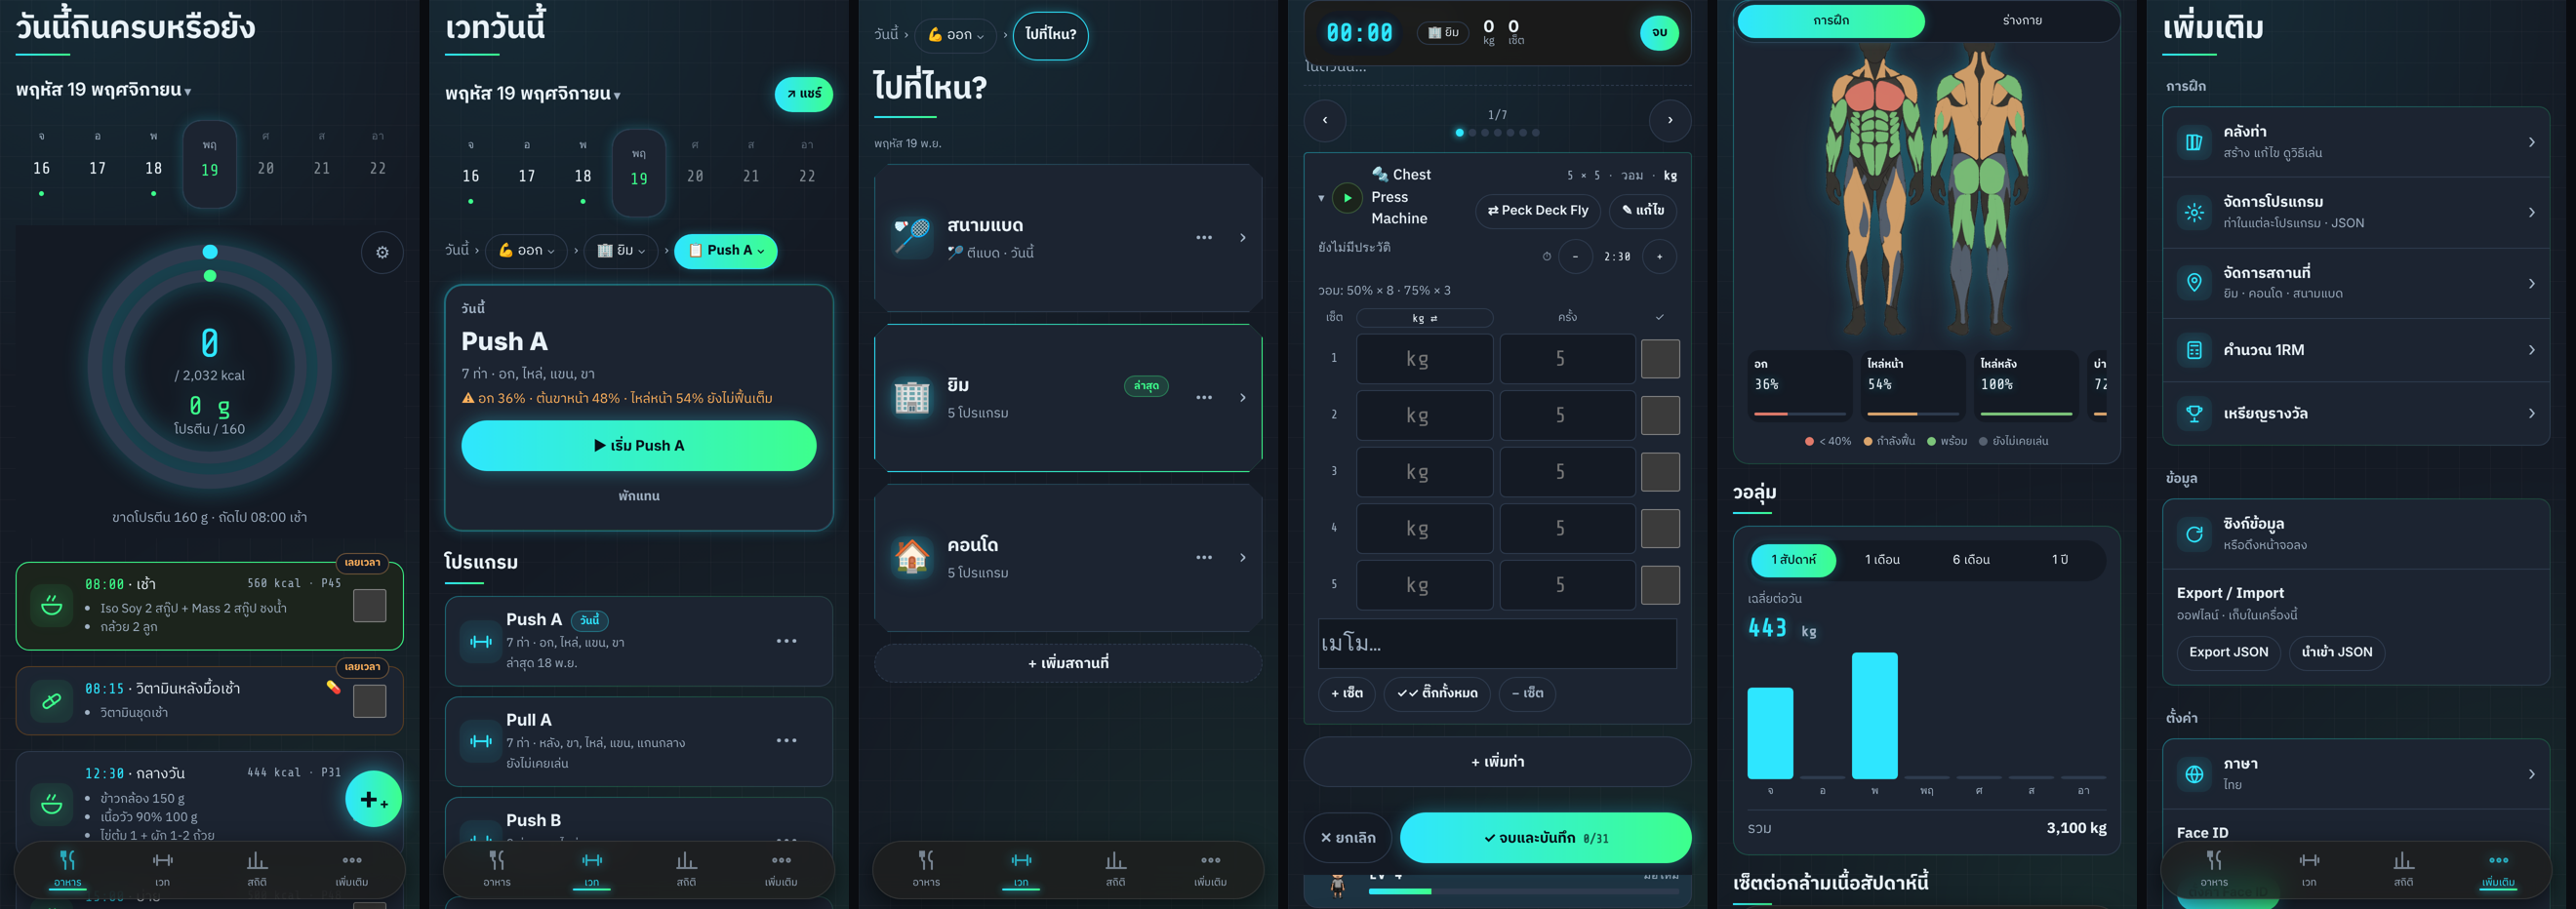 วันนี้กินครบหรือยัง
พฤหัส 19 พฤศจิกายน ▾
จ อ พ พฤ ศ ส อา
16 17 18 19 20 21 22
0
/ 2,032 kcal
0 g
โปรตีน / 160
ขาดโปรตีน 160 g · ถัดไป 08:00 เช้า
เลยเวลา
08:00 · เช้า 560 kcal · P45
Iso Soy 2 สกู๊ป + Mass 2 สกู๊ป ชงน้ำ
กล้วย 2 ลูก
เลยเวลา
08:15 · วิตามินหลังมื้อเช้า
วิตามินชุดเช้า
12:30 · กลางวัน 444 kcal · P31
ข้าวกล้อง 150 g
เนื้อวัว 90% 100 g
ไข่ต้ม 1 + ผัก 1-2 ถ้วย
อาหาร เวท สถิติ เพิ่มเติม
เวทวันนี้
พฤหัส 19 พฤศจิกายน ▾
↗ แชร์
จ อ พ พฤ ศ ส อา
16 17 18 19 20 21 22
วันนี้ › 💪 ออก › 🏢 ยิม › 📋 Push A
วันนี้
Push A
7 ท่า · อก, ไหล่, แขน, ขา
⚠ อก 36% · ต้นขาหน้า 48% · ไหล่หน้า 54% ยังไม่ฟื้นเต็ม
▶ เริ่ม Push A
พักแทน
โปรแกรม
Push A วันนี้
7 ท่า · อก, ไหล่, แขน, ขา
ล่าสุด 18 พ.ย.
Pull A
7 ท่า · หลัง, ขา, ไหล่, แขน, แกนกลาง
ยังไม่เคยเล่น
Push B
อาหาร เวท สถิติ เพิ่มเติม
วันนี้ › 💪 ออก › ไปที่ไหน?
ไปที่ไหน?
พฤหัส 19 พ.ย.
สนามแบด
🏸 ตีแบด · วันนี้
ยิม
5 โปรแกรม
ล่าสุด
คอนโด
5 โปรแกรม
+ เพิ่มสถานที่
อาหาร เวท สถิติ เพิ่มเติม
00:00 🏢 ยิม 0 kg 0 เซ็ต จบ
1/7
🔩 Chest Press Machine
5 × 5 · วอม · kg
⇄ Peck Deck Fly ✎ แก้ไข
ยังไม่มีประวัติ
− 2:30 +
วอม: 50% × 8 · 75% × 3
เซ็ต kg ⇄ ครั้ง ✓
1 kg 5
2 kg 5
3 kg 5
4 kg 5
5 kg 5
เมโม...
+ เซ็ต ✓✓ ติ๊กทั้งหมด − เซ็ต
+ เพิ่มท่า
✕ ยกเลิก ✓ จบและบันทึก 0/31
การฝึก ร่างกาย
อก ไหล่หน้า ไหล่หลัง
36% 54% 100% 72
< 40% กำลังฟื้น พร้อม ยังไม่เคยเล่น
วอลุ่ม
1 สัปดาห์ 1 เดือน 6 เดือน 1 ปี
เฉลี่ยต่อวัน
443 kg
จ อ พ พฤ ศ ส อา
รวม 3,100 kg
เซ็ตต่อกล้ามเนื้อสัปดาห์นี้
เพิ่มเติม
การฝึก
คลังท่า
สร้าง แก้ไข ดูวิธีเล่น
จัดการโปรแกรม
ท่าในแต่ละโปรแกรม · JSON
จัดการสถานที่
ยิม · คอนโด · สนามแบด
คำนวณ 1RM
เหรียญรางวัล
ข้อมูล
ซิงก์ข้อมูล
หรือดึงหน้าจอลง
Export / Import
ออฟไลน์ · เก็บในเครื่องนี้
Export JSON นำเข้า JSON
ตั้งค่า
ภาษา
ไทย
Face ID
อาหาร เวท สถิติ เพิ่มเติม